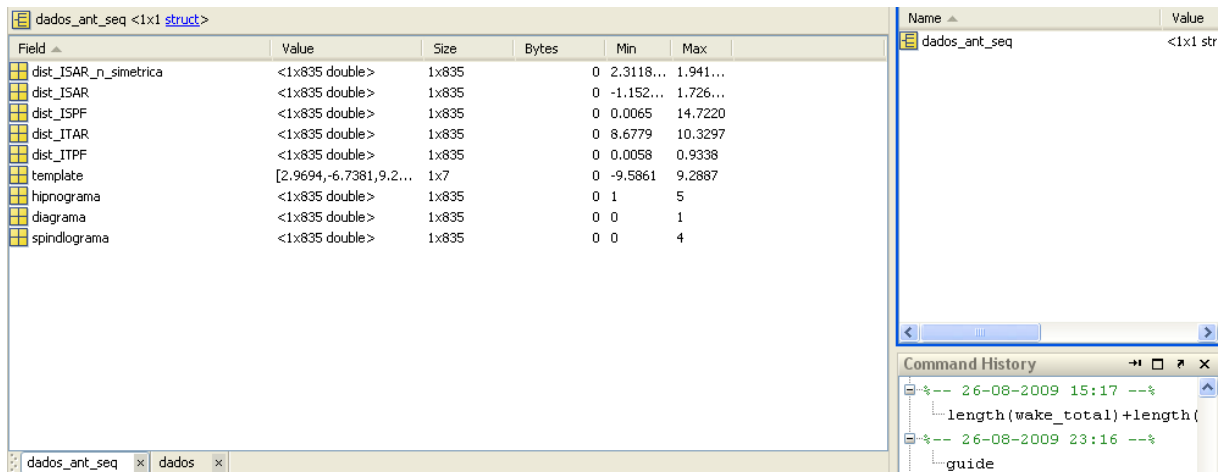 dados_ant_seq <1x1 struct>
Field Value Size Bytes Min Max
dist_ISAR_n_simetrica <1x835 double> 1x835 0 2.3118... 1.941...
dist_ISAR <1x835 double> 1x835 0 -1.152... 1.726...
dist_ISPF <1x835 double> 1x835 0 0.0065 14.7220
dist_ITAR <1x835 double> 1x835 0 8.6779 10.3297
dist_ITPF <1x835 double> 1x835 0 0.0058 0.9338
template [2.9694,-6.7381,9.2... 1x7 0 -9.5861 9.2887
hipnograma <1x835 double> 1x835 0 1 5
diagrama <1x835 double> 1x835 0 0 1
spindlograma <1x835 double> 1x835 0 0 4
dados_ant_seq dados
Name Value
dados_ant_seq <1x1 str
Command History
%-- 26-08-2009 15:17 --%
length(wake_total)+length(
%-- 26-08-2009 23:16 --%
guide